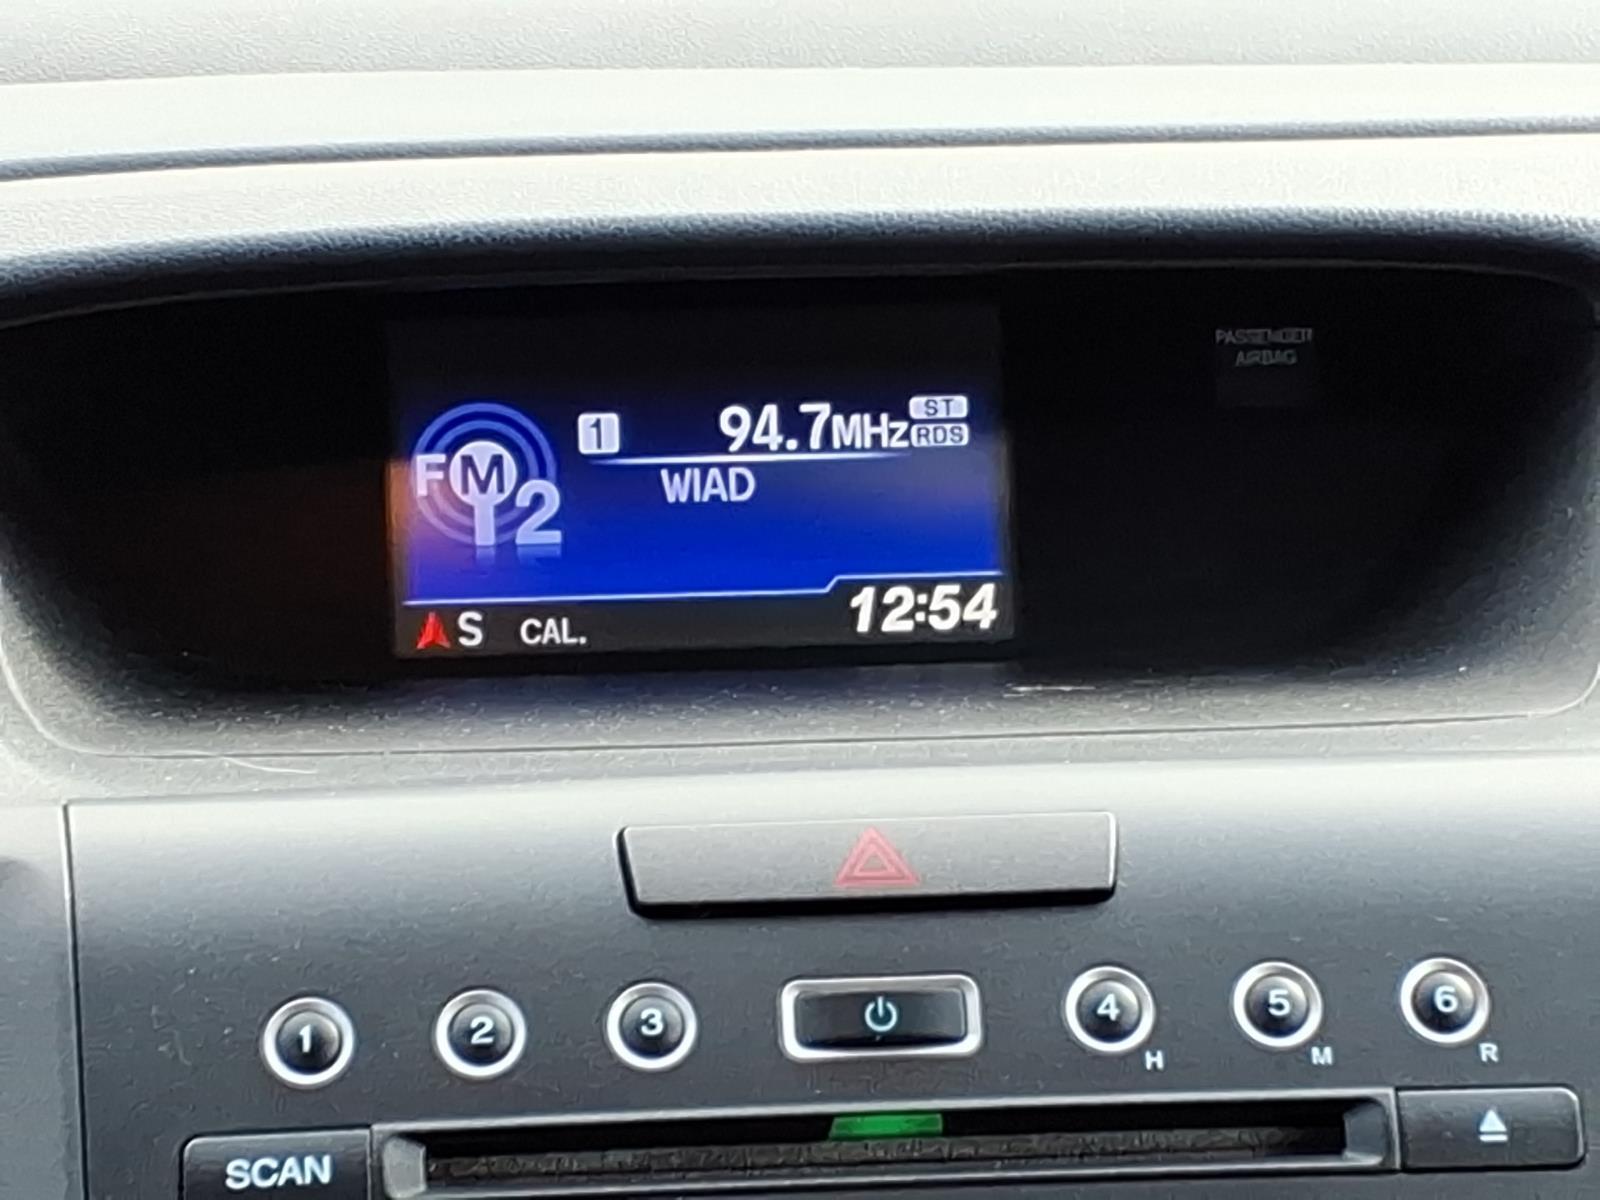 1 94.7MHz ST
RDS
FM2
WIAD
S CAL. 12:54
PASSENGER
AIRBAG
1 2 3 4 5 6
H M R
SCAN